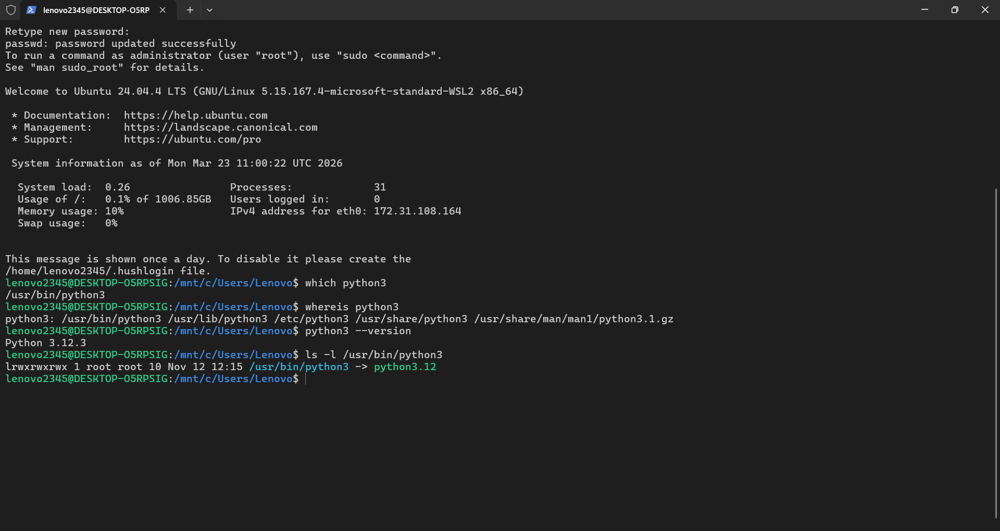 lenovo2345@DESKTOP-O5RP
Retype new password:
passwd: password updated successfully
To run a command as administrator (user "root"), use "sudo <command>".
See "man sudo_root" for details.
Welcome to Ubuntu 24.04.4 LTS (GNU/Linux 5.15.167.4-microsoft-standard-WSL2 x86_64)
 * Documentation:  https://help.ubuntu.com
 * Management:     https://landscape.canonical.com
 * Support:        https://ubuntu.com/pro
 System information as of Mon Mar 23 11:00:22 UTC 2026
  System load:  0.26                Processes:             31
  Usage of /:   0.1% of 1006.85GB   Users logged in:       0
  Memory usage: 10%                 IPv4 address for eth0: 172.31.108.164
  Swap usage:   0%
This message is shown once a day. To disable it please create the
/home/lenovo2345/.hushlogin file.
lenovo2345@DESKTOP-O5RPSIG:/mnt/c/Users/Lenovo$ which python3
/usr/bin/python3
lenovo2345@DESKTOP-O5RPSIG:/mnt/c/Users/Lenovo$ whereis python3
python3: /usr/bin/python3 /usr/lib/python3 /etc/python3 /usr/share/python3 /usr/share/man/man1/python3.1.gz
lenovo2345@DESKTOP-O5RPSIG:/mnt/c/Users/Lenovo$ python3 --version
Python 3.12.3
lenovo2345@DESKTOP-O5RPSIG:/mnt/c/Users/Lenovo$ ls -l /usr/bin/python3
lrwxrwxrwx 1 root root 10 Nov 12 12:15 /usr/bin/python3 -> python3.12
lenovo2345@DESKTOP-O5RPSIG:/mnt/c/Users/Lenovo$